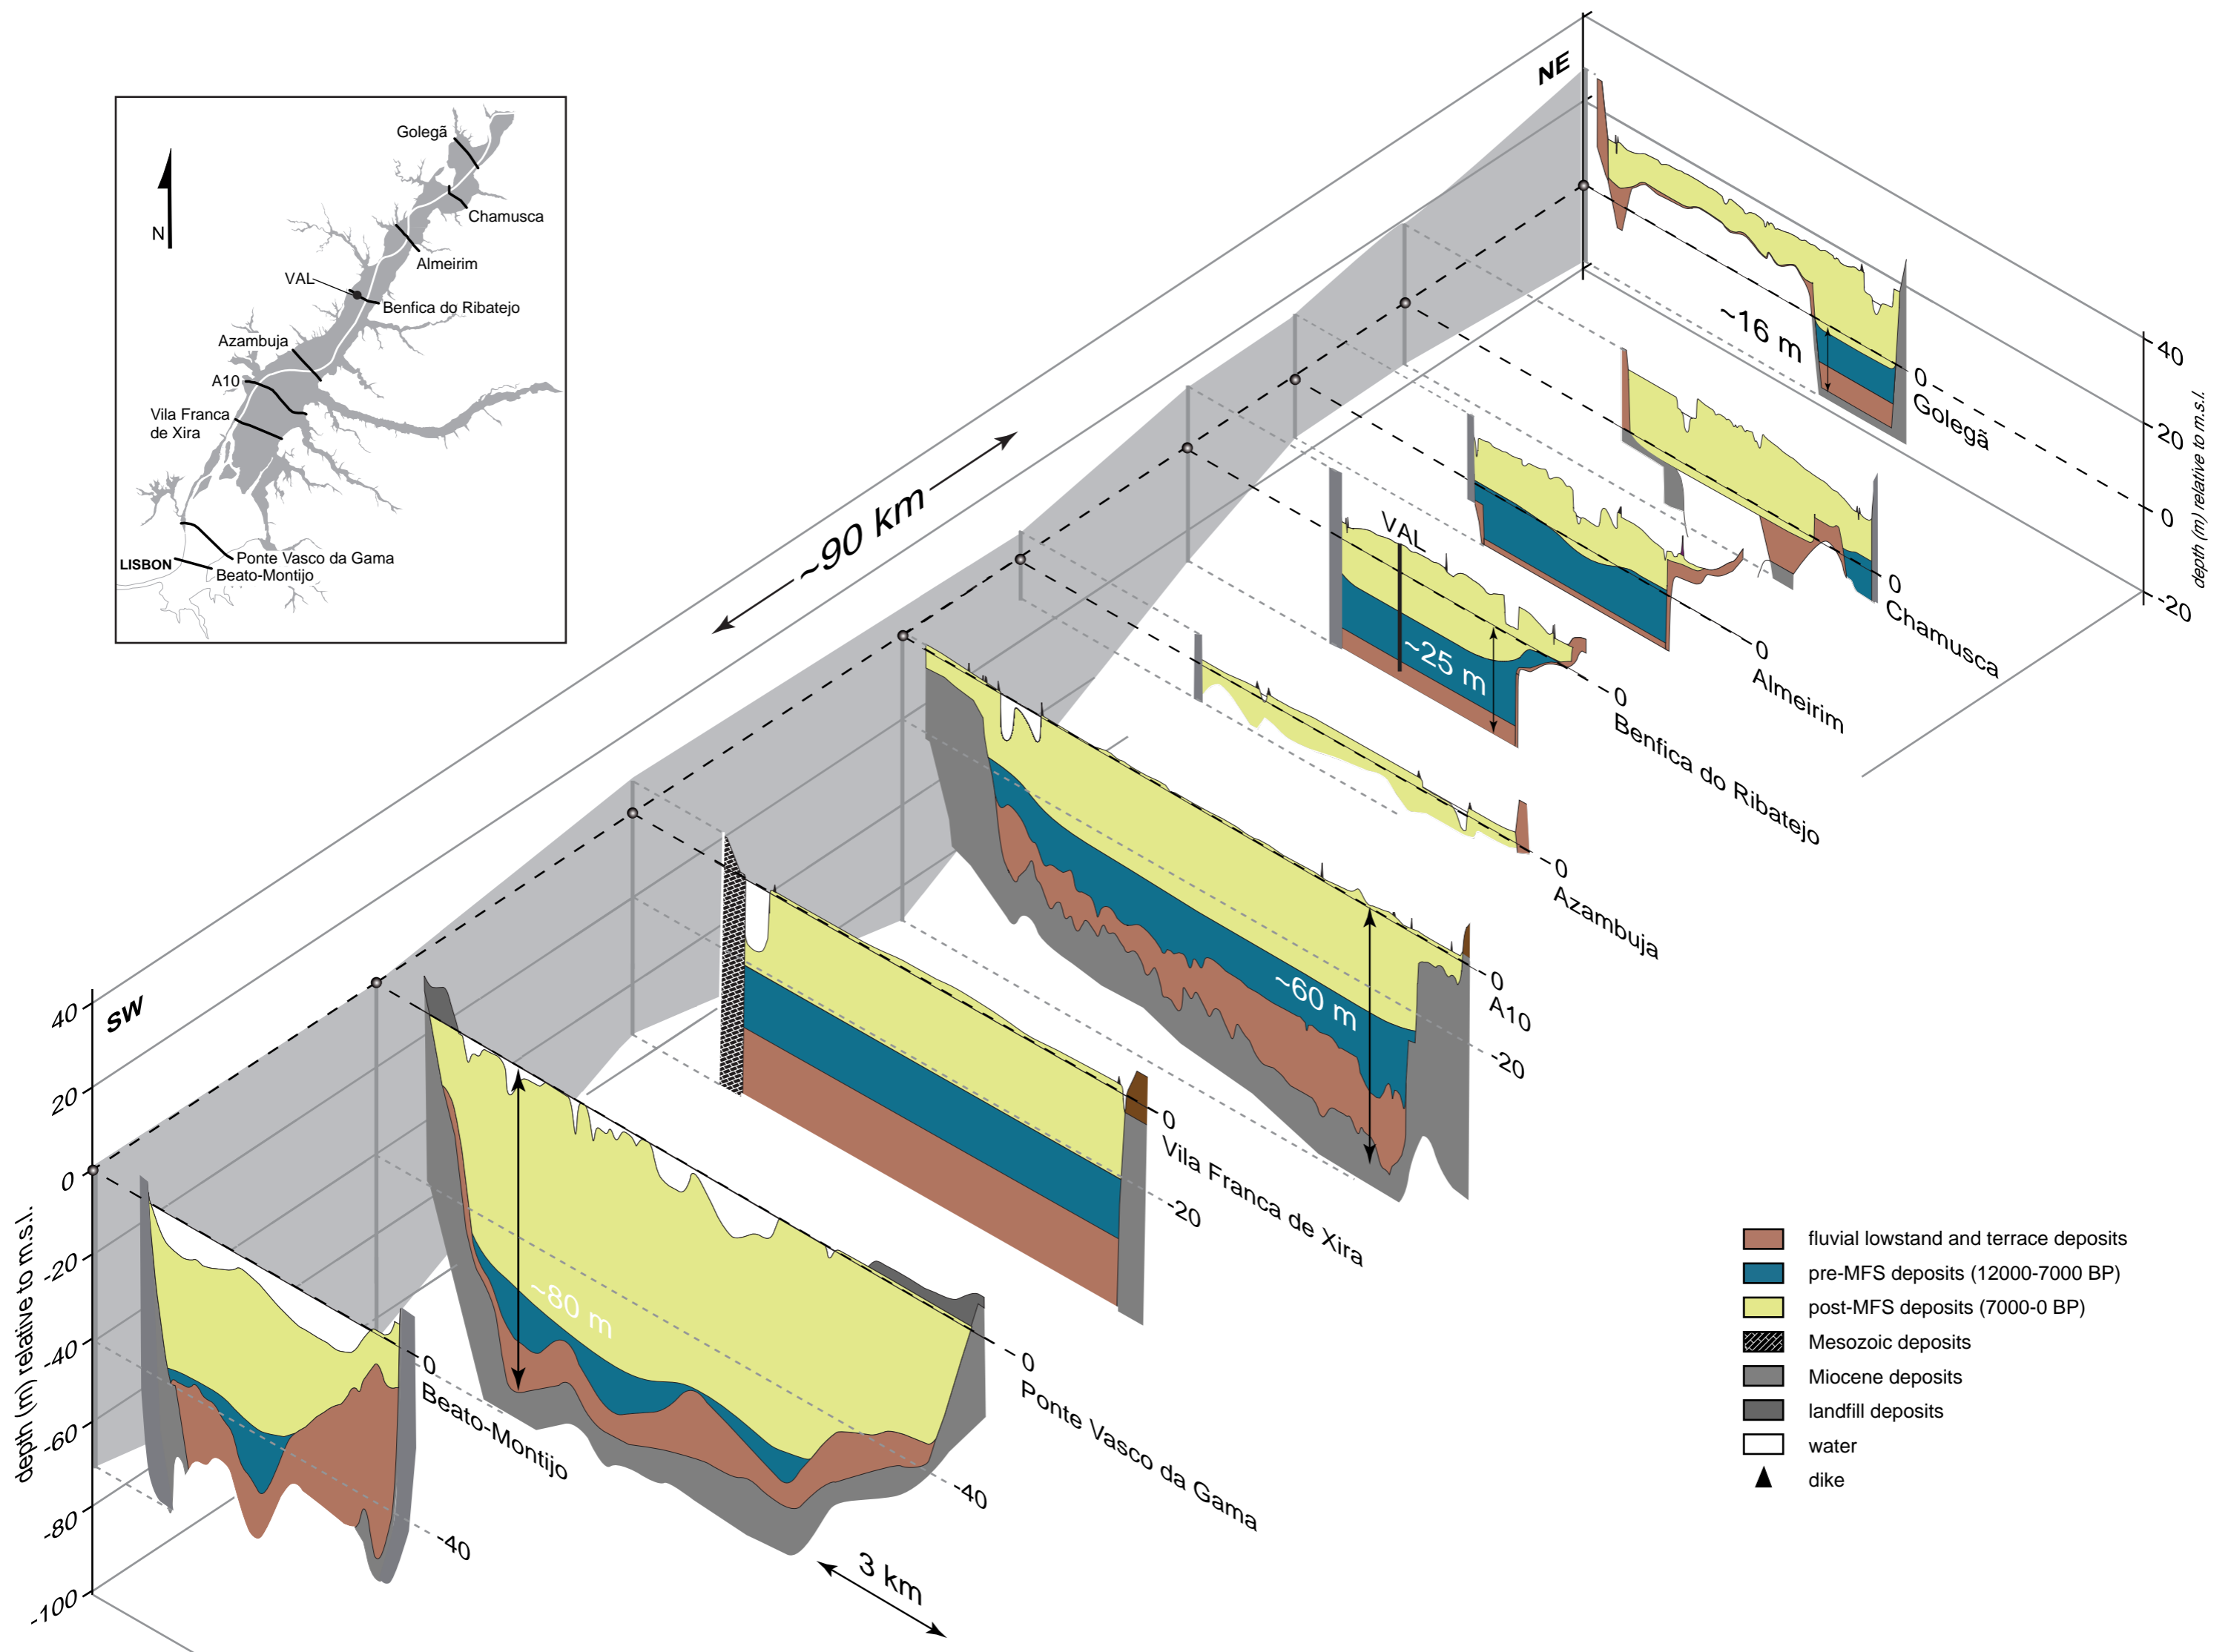 Golegã
Chamusca
Almeirim
VAL
Benfica do Ribatejo
Azambuja
A10
Vila Franca
de Xira
Ponte Vasco da Gama
LISBON
Beato-Montijo
N
NE
40
20
0
-20
depth (m) relative to m.s.l.
~16 m
0
Golegã
0
Chamusca
0
Almeirim
VAL
~25 m
0
Benfica do Ribatejo
~90 km
0
Azambuja
~60 m
0
A10
-20
0
Vila Franca de Xira
-20
SW
40
20
0
-20
-40
-60
-80
-100
depth (m) relative to m.s.l.
~80 m
0
Ponte Vasco da Gama
-40
0
Beato-Montijo
-40
3 km
fluvial lowstand and terrace deposits
pre-MFS deposits (12000-7000 BP)
post-MFS deposits (7000-0 BP)
Mesozoic deposits
Miocene deposits
landfill deposits
water
dike